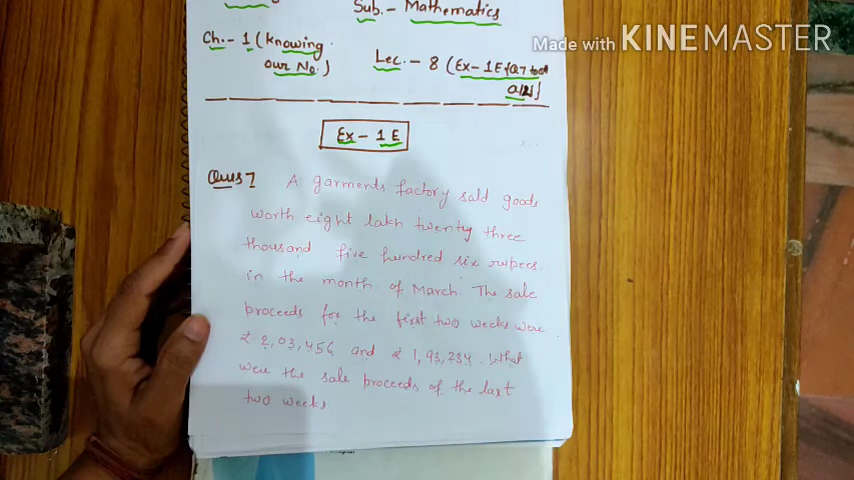 Sub.- Mathematics
Made with KINEMASTER
Ch.- 1 (Knowing
our No.)
Lec.- 8 (Ex-1E
Ex - 1 E
Ques 7
A garments factory sold goods
worth eight lakh twenty three
thousand five hundred six rupees.
in the month of March. The sale
proceeds for the first two weeks were
₹ 2,03,456 and ₹ 1,93,234. What
were the sale proceeds of the last
two weeks